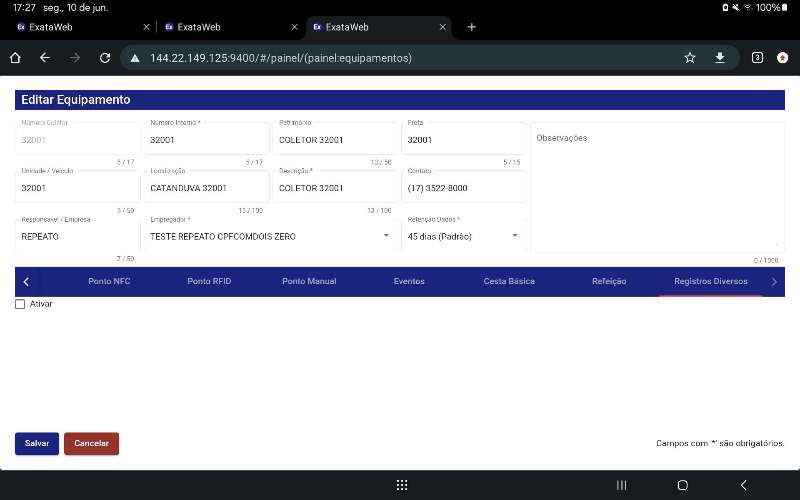 17:27 seg., 10 de jun. 100%
ExataWeb
ExataWeb
ExataWeb
144.22.149.125:9400/#/painel/(painel:equipamentos)
3
Editar Equipamento
Número Coletor
32001
5 / 17
Número Interno *
32001
5 / 17
Patrimônio
COLETOR 32001
13 / 50
Frota
32001
5 / 15
Observações
0 / 1000
Unidade / Veículo
32001
5 / 50
Localização
CATANDUVA 32001
15 / 100
Descrição *
COLETOR 32001
13 / 100
Contato
(17) 3522-8000
Responsável / Empresa
REPEATO
7 / 50
Empregador *
TESTE REPEATO CPFCOMDOIS ZERO
Retenção Dados *
45 dias (Padrão)
Ponto NFC
Ponto RFID
Ponto Manual
Eventos
Cesta Básica
Refeição
Registros Diversos
Ativar
Salvar
Cancelar
Campos com '*' são obrigatórios.